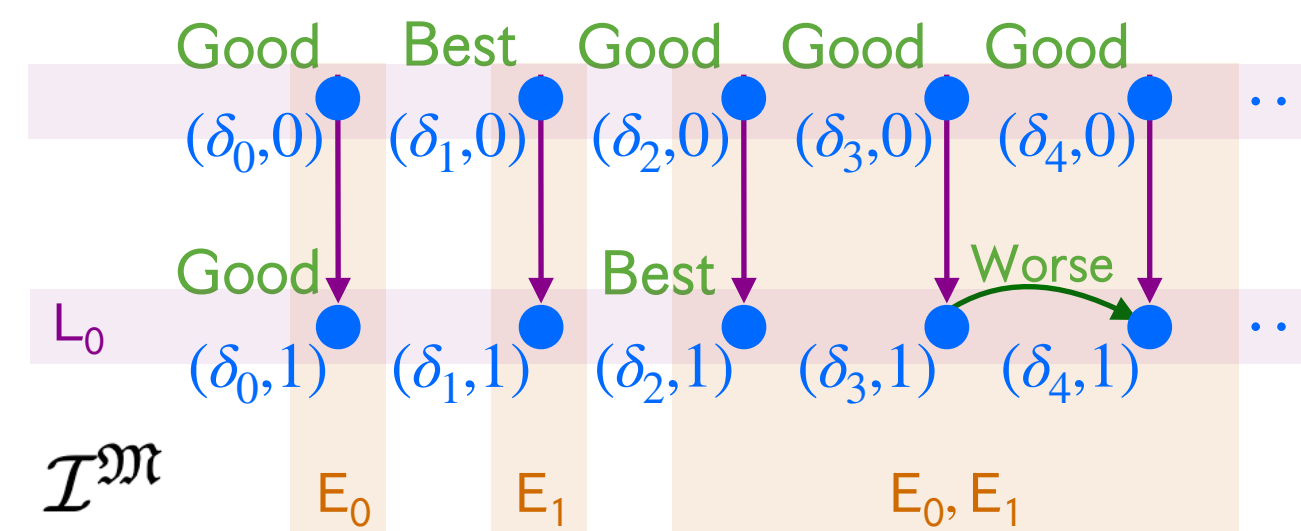 Good Best Good Good Good
(δ₀,0) (δ₁,0) (δ₂,0) (δ₃,0) (δ₄,0) ··
Good Best Worse
L₀ ··
(δ₀,1) (δ₁,1) (δ₂,1) (δ₃,1) (δ₄,1)
ℐ^𝔐 E₀ E₁ E₀, E₁